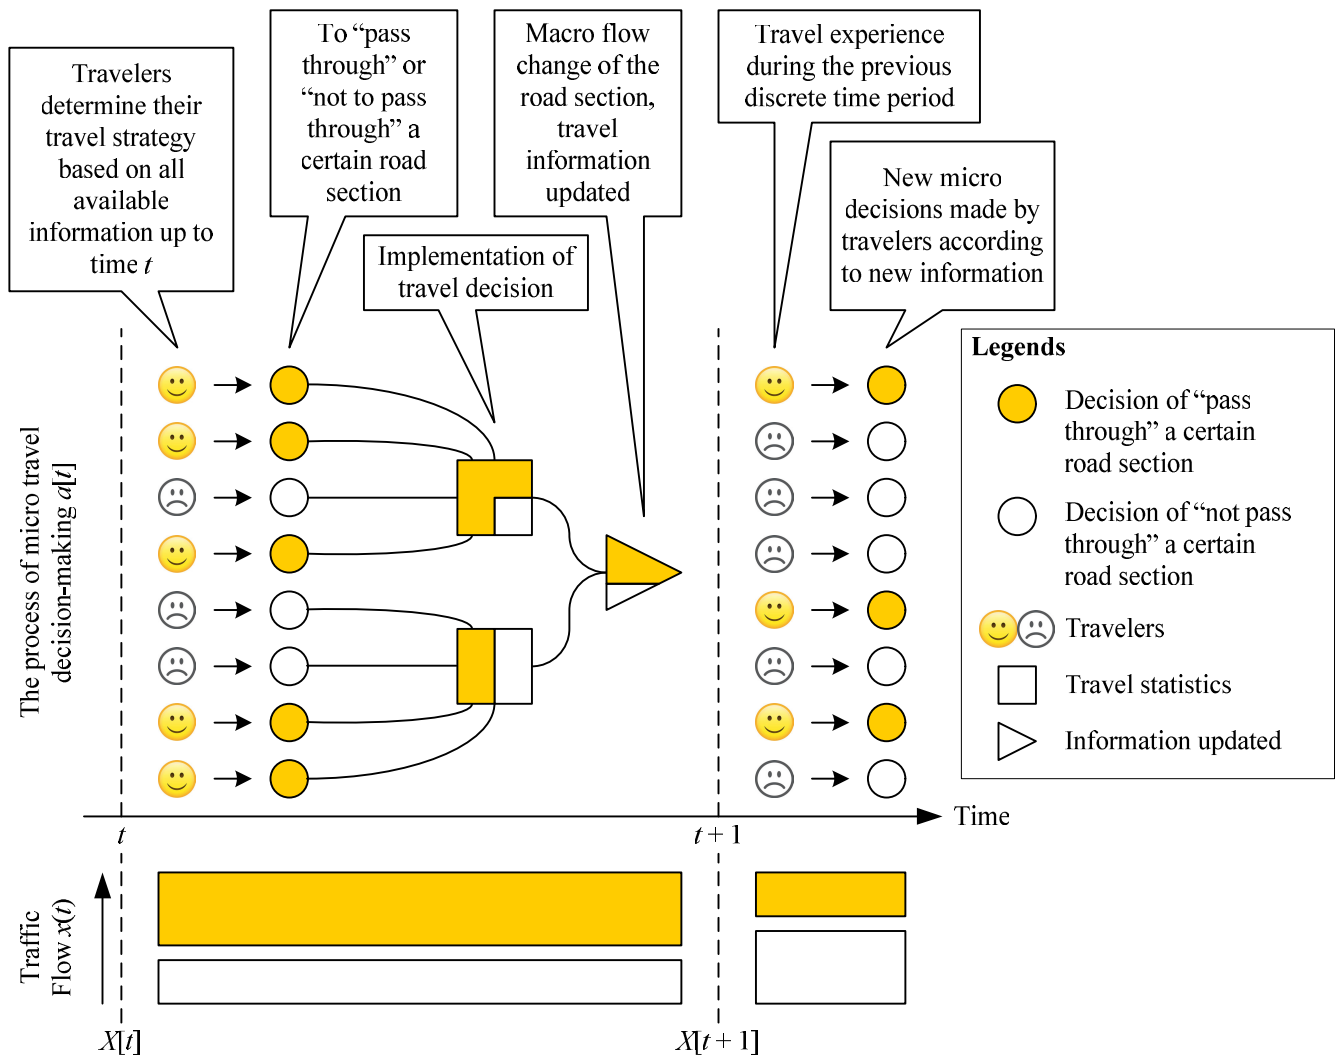 Travelers
determine their
travel strategy
based on all
available
information up to
time t
To “pass
through” or
“not to pass
through” a
certain road
section
Macro flow
change of the
road section,
travel
information
updated
Travel experience
during the previous
discrete time period
New micro
decisions made by
travelers according
to new information
Implementation of
travel decision
Legends
Decision of “pass
through” a certain
road section
Decision of “not pass
through” a certain
road section
Travelers
Travel statistics
Information updated
The process of micro travel
decision-making a[t]
Time
t
t + 1
Traffic
Flow x(t)
X[t]
X[t + 1]